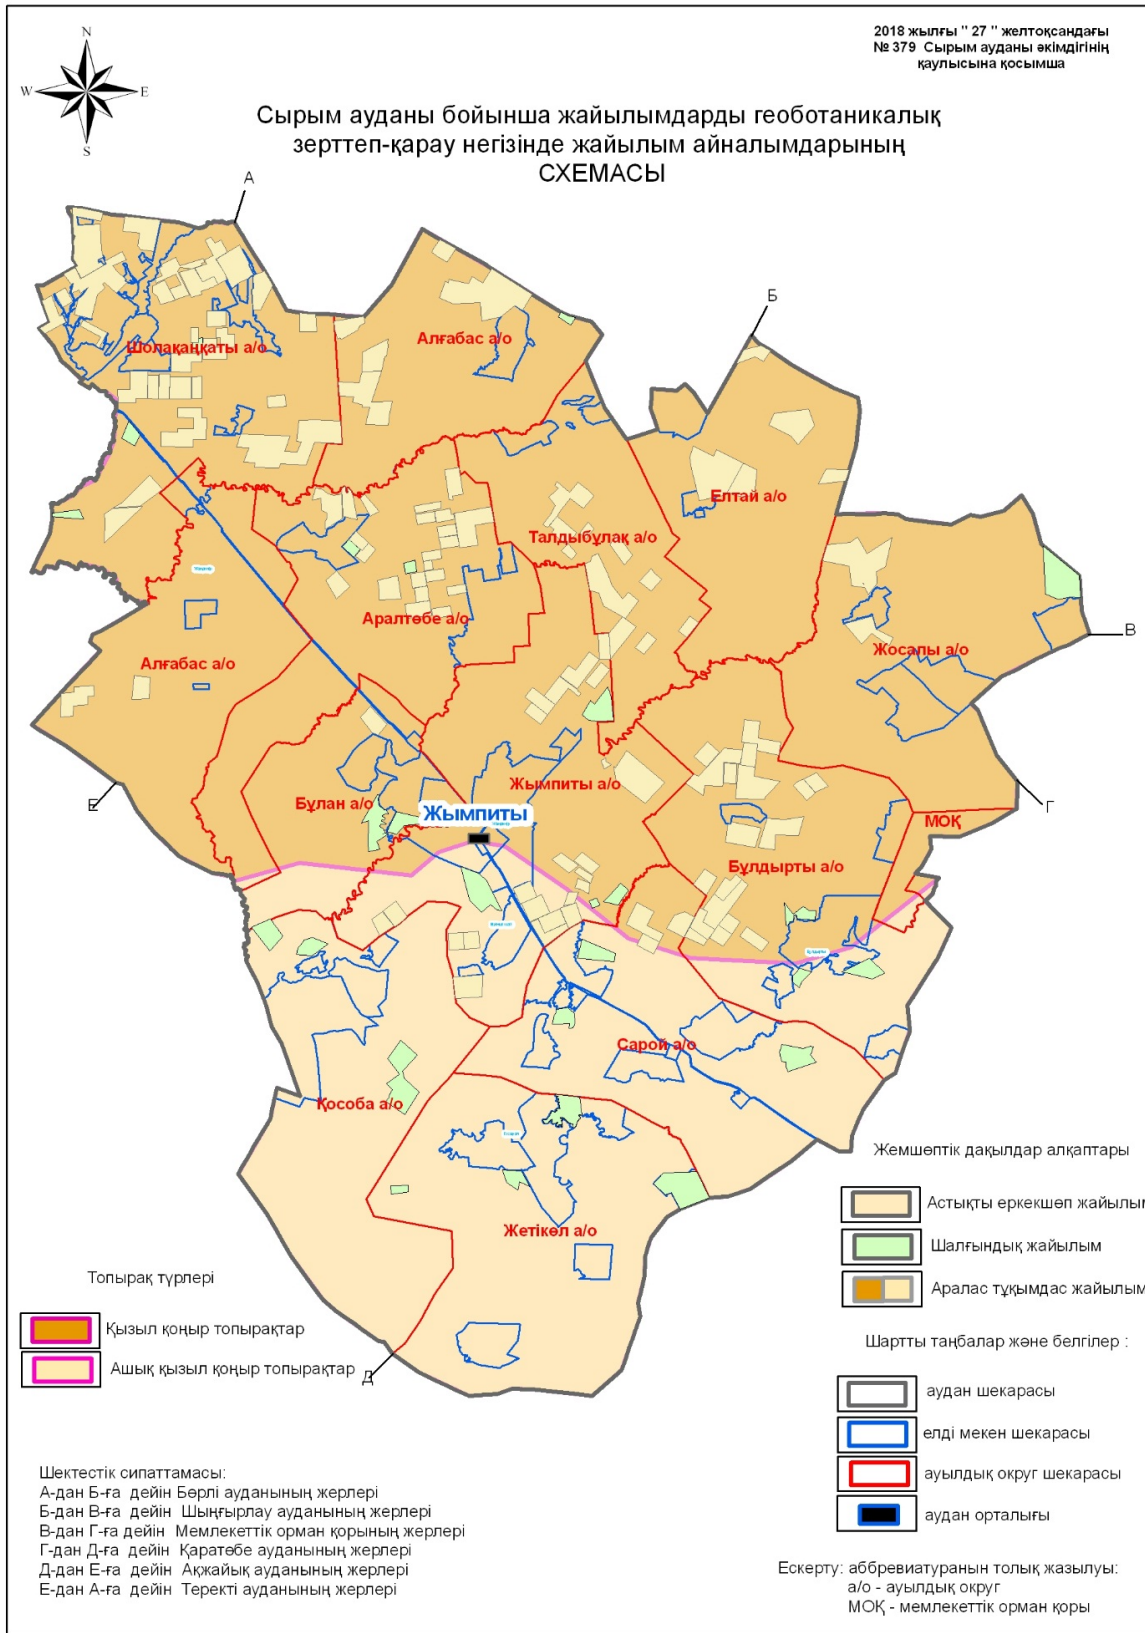 2018 жылғы " 27 " желтоқсандағы
№ 379 Сырым ауданы әкімдігінің
қаулысына қосымша
N
W
E
S
Сырым ауданы бойынша жайылымдарды геоботаникалық
зерттеп-қарау негізінде жайылым айналымдарының
СХЕМАСЫ
А
Б
Шолақаңқаты а/о
Алғабас а/о
Елтай а/о
Талдыбұлақ а/о
Аралтөбе а/о
В
Жосалы а/о
Алғабас а/о
Е
Бұлан а/о
Жымпиты а/о
Жымпиты
Г
МОҚ
Бұлдырты а/о
Сарой а/о
Қособа а/о
Жетікөл а/о
Д
Жемшөптік дақылдар алқаптары
Астықты еркекшөп жайылым
Шалғындық жайылым
Аралас тұқымдас жайылым
Топырақ түрлері
Қызыл қоңыр топырақтар
Ашық қызыл қоңыр топырақтар
Шартты таңбалар және белгілер :
аудан шекарасы
елді мекен шекарасы
ауылдық округ шекарасы
аудан орталығы
Шектестік сипаттамасы:
А-дан Б-ға дейін Бөрлі ауданының жерлері
Б-дан В-ға дейін Шыңғырлау ауданының жерлері
В-дан Г-ға дейін Мемлекеттік орман қорының жерлері
Г-дан Д-ға дейін Қаратөбе ауданының жерлері
Д-дан Е-ға дейін Ақжайық ауданының жерлері
Е-дан А-ға дейін Теректі ауданының жерлері
Ескерту: аббревиатуранын толық жазылуы:
а/о - ауылдық округ
МОҚ - мемлекеттік орман қоры